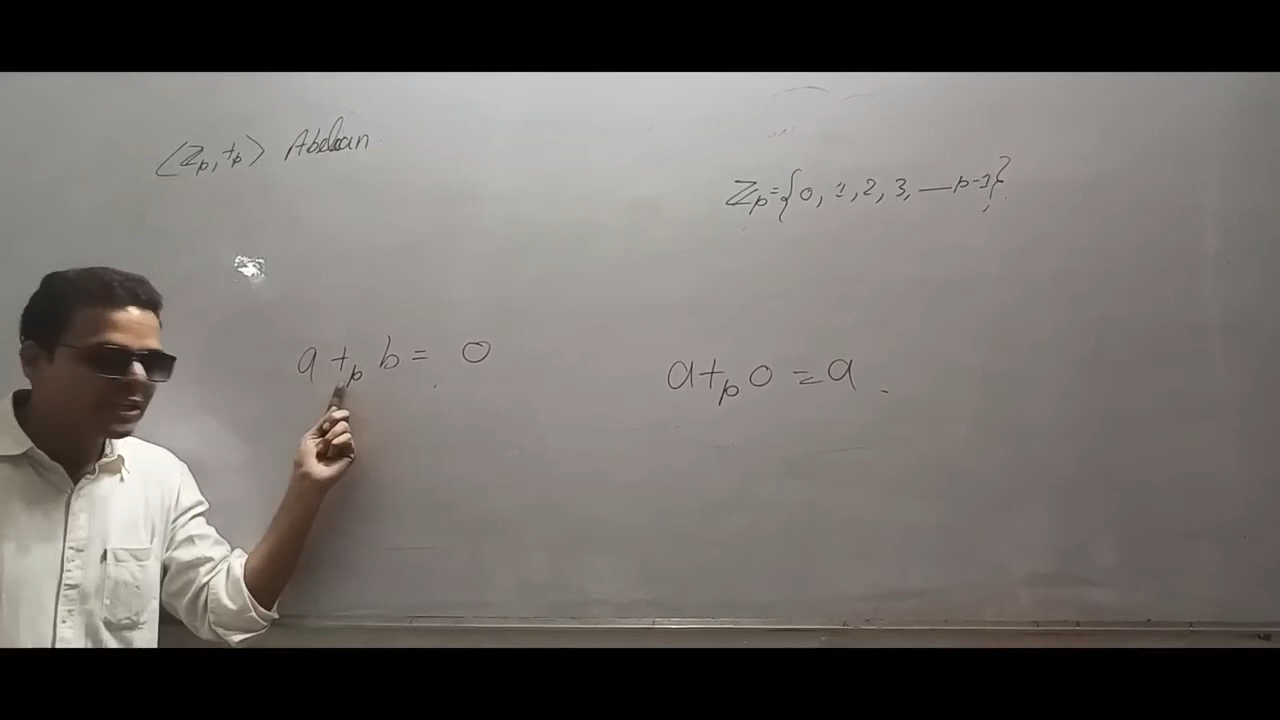 ⟨Zp, +p⟩ Abelian
Zp = {0, 1, 2, 3, — p-1}
a +p b = 0
a +p 0 = a.